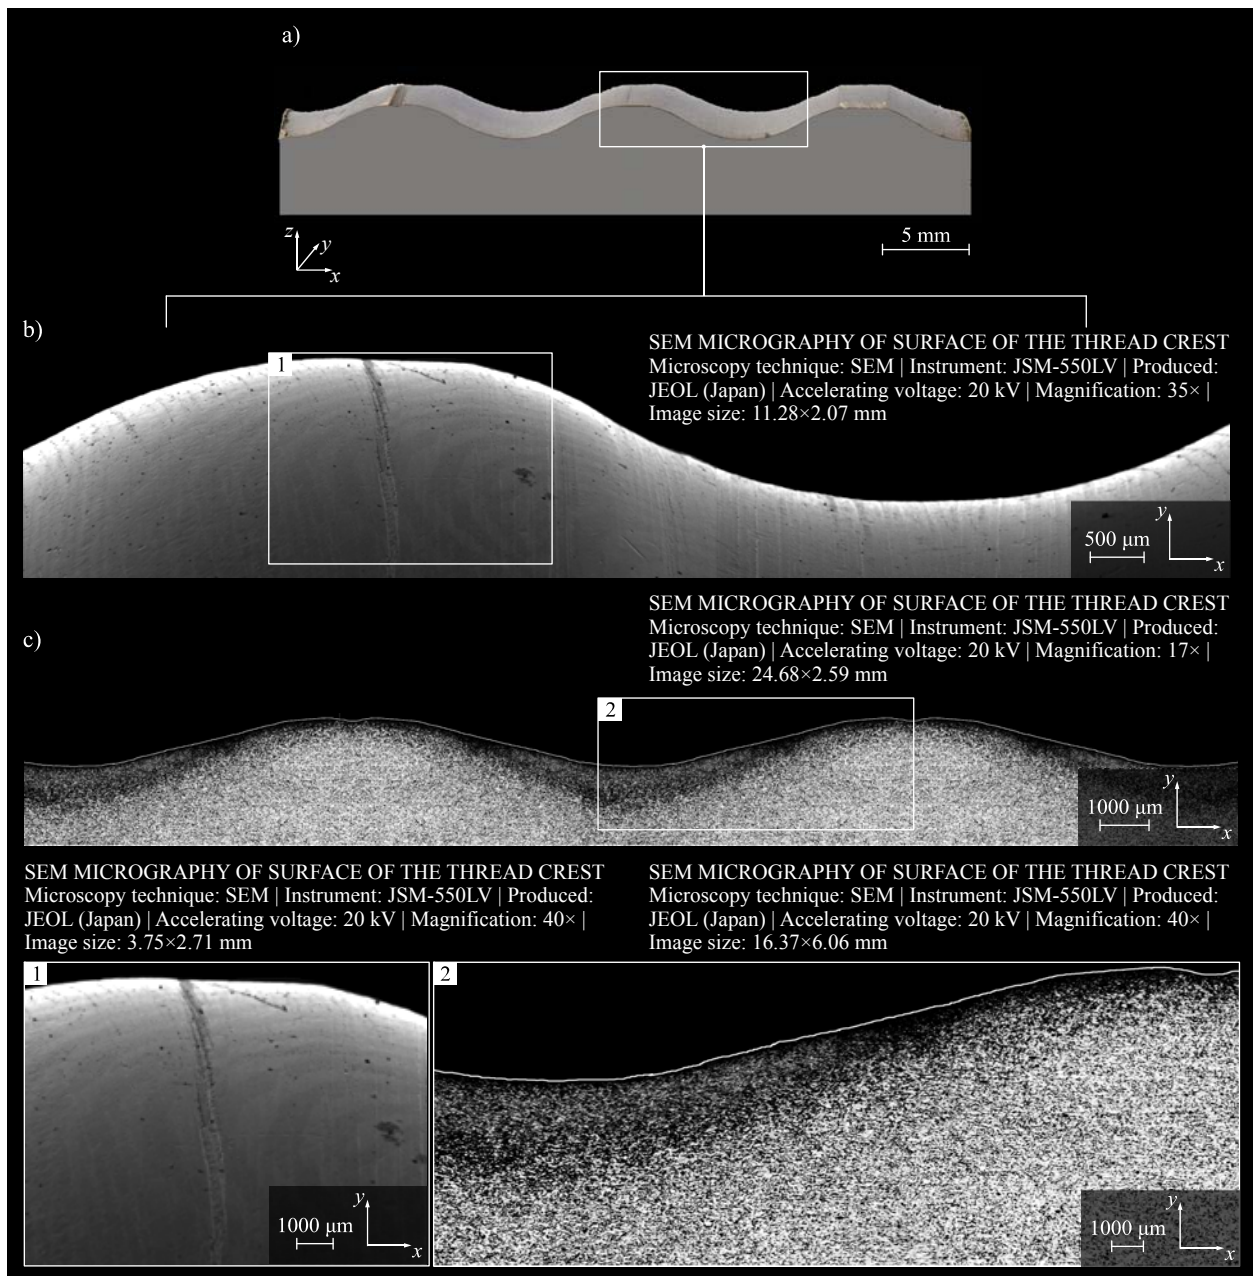 a)
z
y
x
5 mm
b)
SEM MICROGRAPHY OF SURFACE OF THE THREAD CREST
Microscopy technique: SEM | Instrument: JSM-550LV | Produced:
JEOL (Japan) | Accelerating voltage: 20 kV | Magnification: 35× |
Image size: 11.28×2.07 mm
1
500 μm
y
x
c)
SEM MICROGRAPHY OF SURFACE OF THE THREAD CREST
Microscopy technique: SEM | Instrument: JSM-550LV | Produced:
JEOL (Japan) | Accelerating voltage: 20 kV | Magnification: 17× |
Image size: 24.68×2.59 mm
2
1000 μm
y
x
SEM MICROGRAPHY OF SURFACE OF THE THREAD CREST
Microscopy technique: SEM | Instrument: JSM-550LV | Produced:
JEOL (Japan) | Accelerating voltage: 20 kV | Magnification: 40× |
Image size: 3.75×2.71 mm
1
1000 μm
y
x
SEM MICROGRAPHY OF SURFACE OF THE THREAD CREST
Microscopy technique: SEM | Instrument: JSM-550LV | Produced:
JEOL (Japan) | Accelerating voltage: 20 kV | Magnification: 40× |
Image size: 16.37×6.06 mm
2
1000 μm
y
x